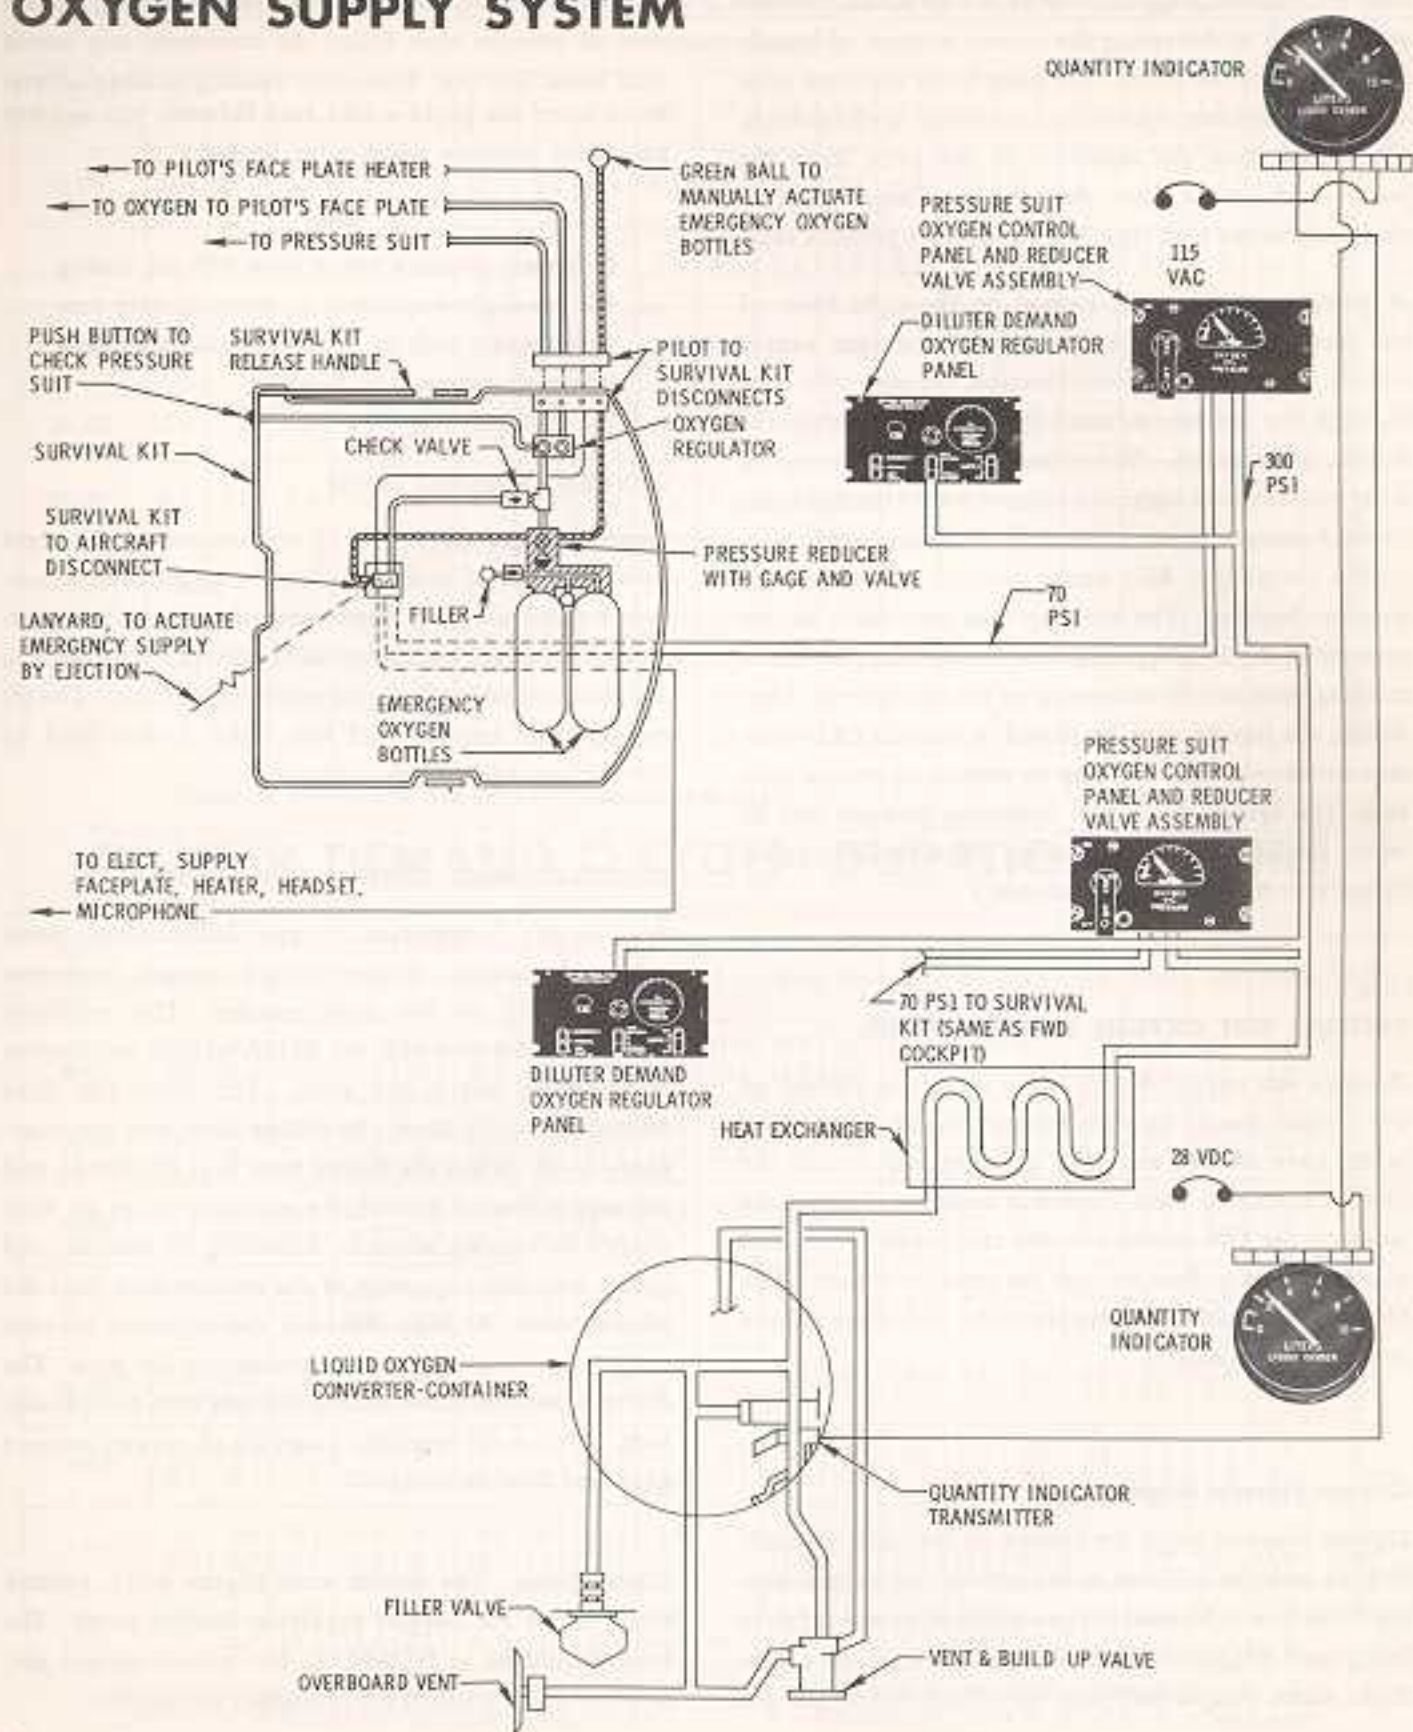 OXYGEN SUPPLY SYSTEM
QUANTITY INDICATOR
LITERS
LIQUID OXYGEN
TO PILOT'S FACE PLATE HEATER
TO OXYGEN TO PILOT'S FACE PLATE
TO PRESSURE SUIT
GREEN BALL TO
MANUALLY ACTUATE
EMERGENCY OXYGEN
BOTTLES
PRESSURE SUIT
OXYGEN CONTROL
PANEL AND REDUCER
VALVE ASSEMBLY
115
VAC
PUSH BUTTON TO
CHECK PRESSURE
SUIT
SURVIVAL KIT
RELEASE HANDLE
PILOT TO
SURVIVAL KIT
DISCONNECTS
DILUTER DEMAND
OXYGEN REGULATOR
PANEL
OXYGEN
REGULATOR
CHECK VALVE
SURVIVAL KIT
300
PSI
SURVIVAL KIT
TO AIRCRAFT
DISCONNECT
PRESSURE REDUCER
WITH GAGE AND VALVE
FILLER
70
PSI
LANYARD, TO ACTUATE
EMERGENCY SUPPLY
BY EJECTION
EMERGENCY
OXYGEN
BOTTLES
PRESSURE SUIT
OXYGEN CONTROL
PANEL AND REDUCER
VALVE ASSEMBLY
TO ELECT, SUPPLY
FACEPLATE, HEATER, HEADSET,
MICROPHONE
70 PSI TO SURVIVAL
KIT (SAME AS FWD
COCKPIT)
DILUTER DEMAND
OXYGEN REGULATOR
PANEL
HEAT EXCHANGER
28 VDC
QUANTITY
INDICATOR
LITERS
LIQUID OXYGEN
LIQUID OXYGEN
CONVERTER-CONTAINER
QUANTITY INDICATOR
TRANSMITTER
FILLER VALVE
VENT & BUILD UP VALVE
OVERBOARD VENT